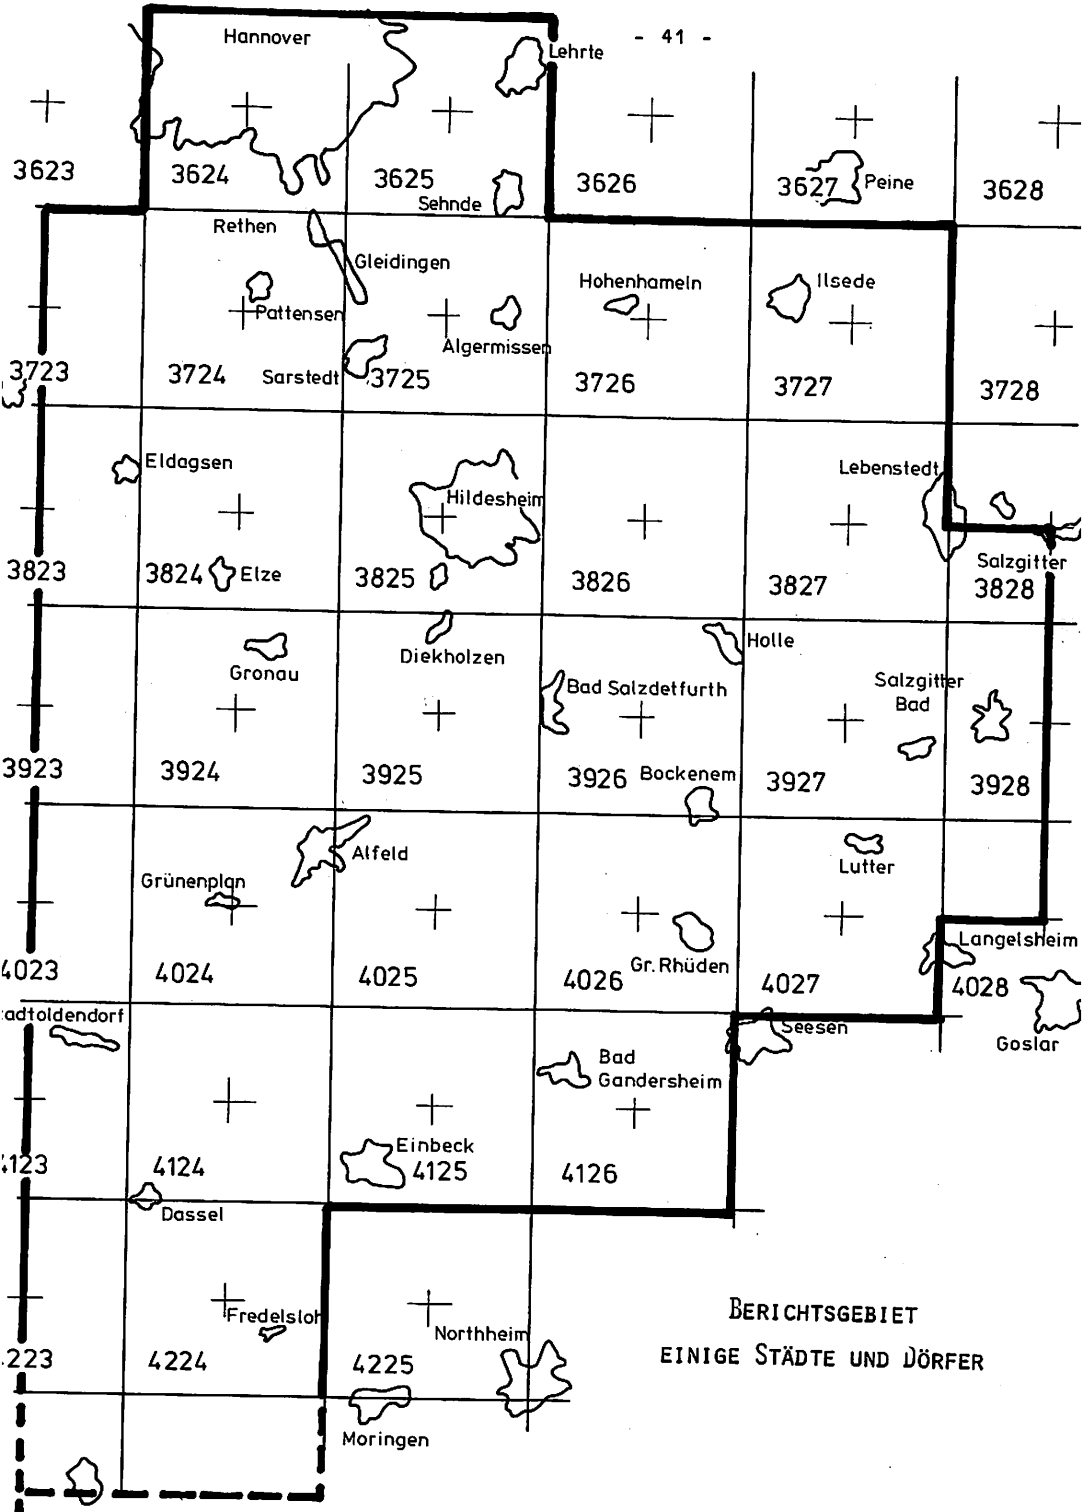 - 41 -
Hannover
Lehrte
3623
3624
3625
3626
3627
Peine
3628
Sehnde
Rethen
Gleidingen
Pattensen
Hohenhameln
Ilsede
Algermissen
Sarstedt
3723
3724
3725
3726
3727
3728
Eldagsen
Hildesheim
Lebenstedt
Salzgitter
3823
3824
Elze
3825
3826
3827
3828
Gronau
Diekholzen
Holle
Bad Salzdetfurth
Salzgitter
Bad
3923
3924
3925
3926
Bockenem
3927
3928
Alfeld
Lutter
Grünenplan
Gr. Rhüden
Langelsheim
4023
4024
4025
4026
4027
4028
adtoldendorf
Seesen
Goslar
Bad
Gandersheim
Einbeck
4123
4124
4125
4126
Dassel
Fredelsloh
Northheim
BERICHTSGEBIET
EINIGE STÄDTE UND DÖRFER
223
4224
4225
Moringen